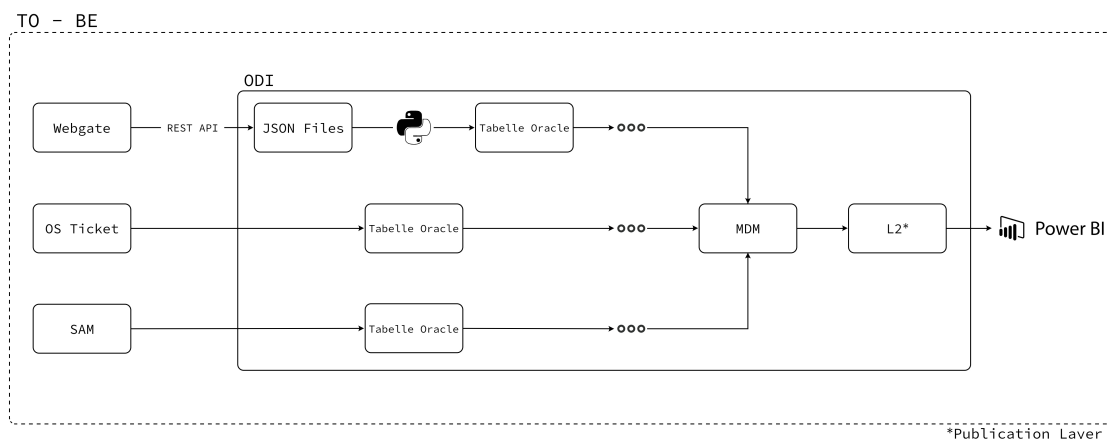 TO - BE
ODI
Webgate
REST API
JSON Files
Tabelle Oracle
OS Ticket
Tabelle Oracle
MDM
L2*
Power BI
SAM
Tabelle Oracle
*Publication Layer